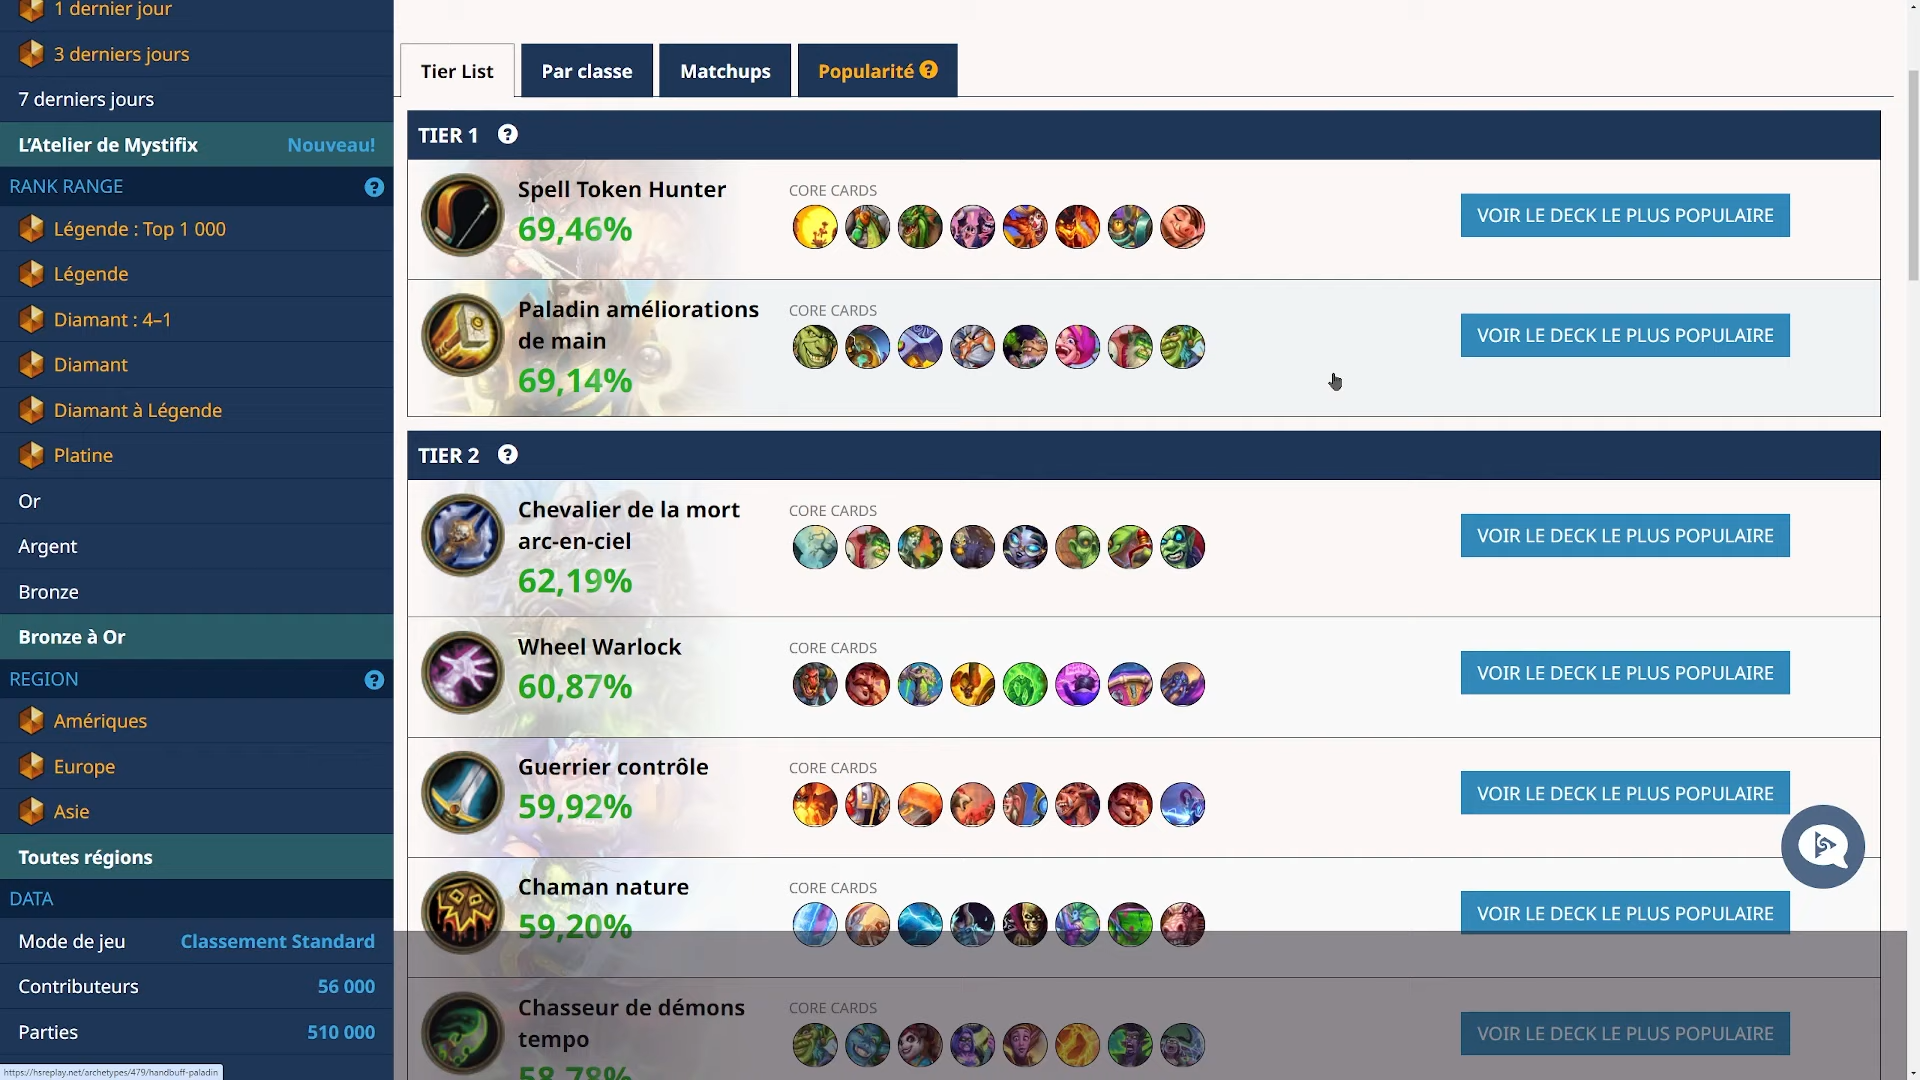 1 dernier jour
3 derniers jours
7 derniers jours
L'Atelier de Mystifix Nouveau!
RANK RANGE
Légende : Top 1 000
Légende
Diamant : 4–1
Diamant
Diamant à Légende
Platine
Or
Argent
Bronze
Bronze à Or
REGION
Amériques
Europe
Asie
Toutes régions
DATA
Mode de jeu Classement Standard
Contributeurs 56 000
Parties 510 000
https://hsreplay.net/archetypes/479/handbuff-paladin
Tier List
Par classe
Matchups
Popularité
TIER 1
Spell Token Hunter
69,46%
CORE CARDS
VOIR LE DECK LE PLUS POPULAIRE
Paladin améliorations
de main
69,14%
CORE CARDS
VOIR LE DECK LE PLUS POPULAIRE
TIER 2
Chevalier de la mort
arc-en-ciel
62,19%
CORE CARDS
VOIR LE DECK LE PLUS POPULAIRE
Wheel Warlock
60,87%
CORE CARDS
VOIR LE DECK LE PLUS POPULAIRE
Guerrier contrôle
59,92%
CORE CARDS
VOIR LE DECK LE PLUS POPULAIRE
Chaman nature
59,20%
CORE CARDS
VOIR LE DECK LE PLUS POPULAIRE
Chasseur de démons
tempo
58,78%
CORE CARDS
VOIR LE DECK LE PLUS POPULAIRE